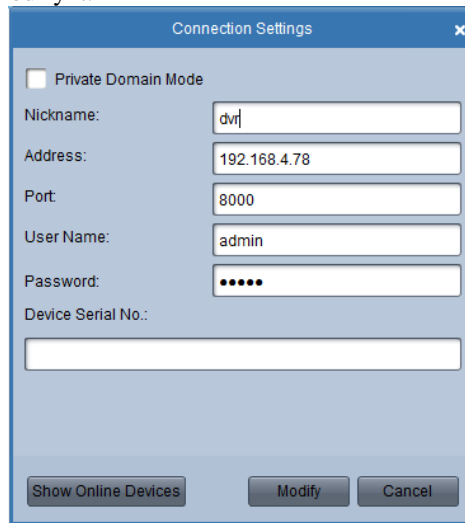 Connection Settings
Private Domain Mode
Nickname: dvr
Address: 192.168.4.78
Port: 8000
User Name: admin
Password: •••••
Device Serial No.:
Show Online Devices Modify Cancel